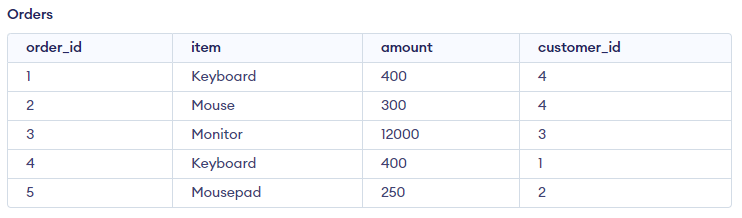 Orders
order_id item amount customer_id
1 Keyboard 400 4
2 Mouse 300 4
3 Monitor 12000 3
4 Keyboard 400 1
5 Mousepad 250 2